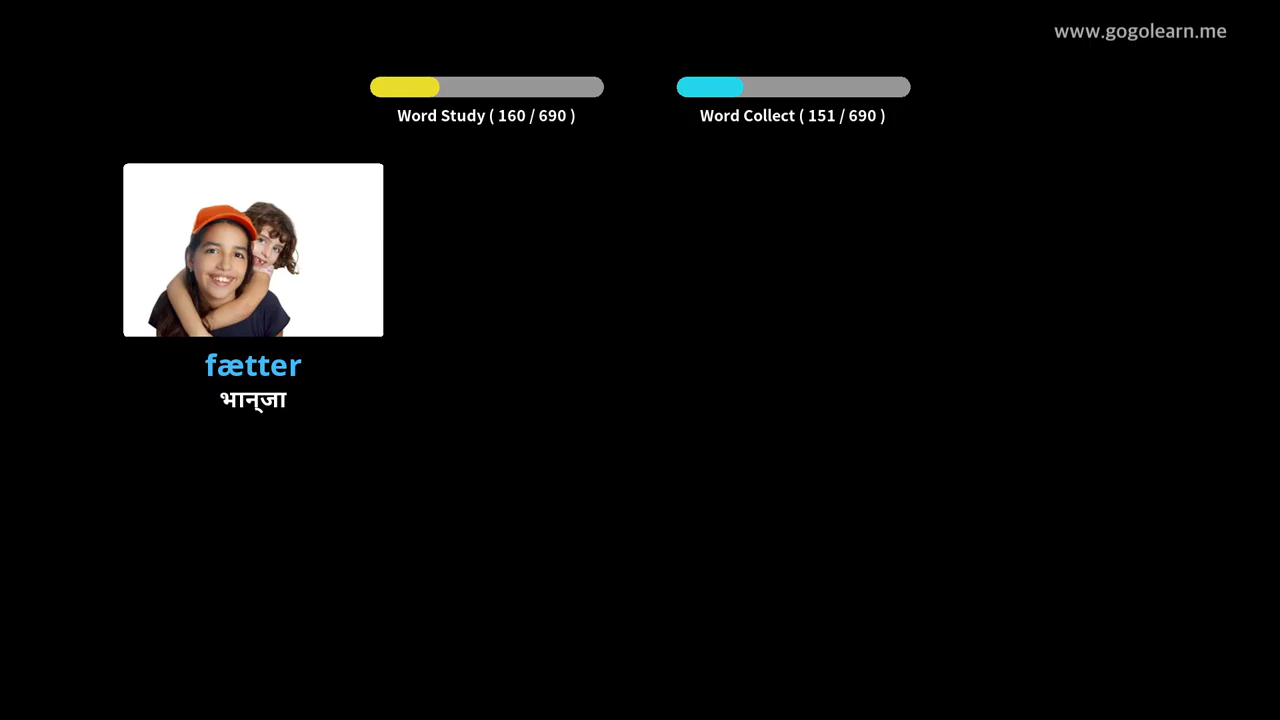 www.gogolearn.me
Word Study ( 160 / 690 )
Word Collect ( 151 / 690 )
fætter
भान्‌जा